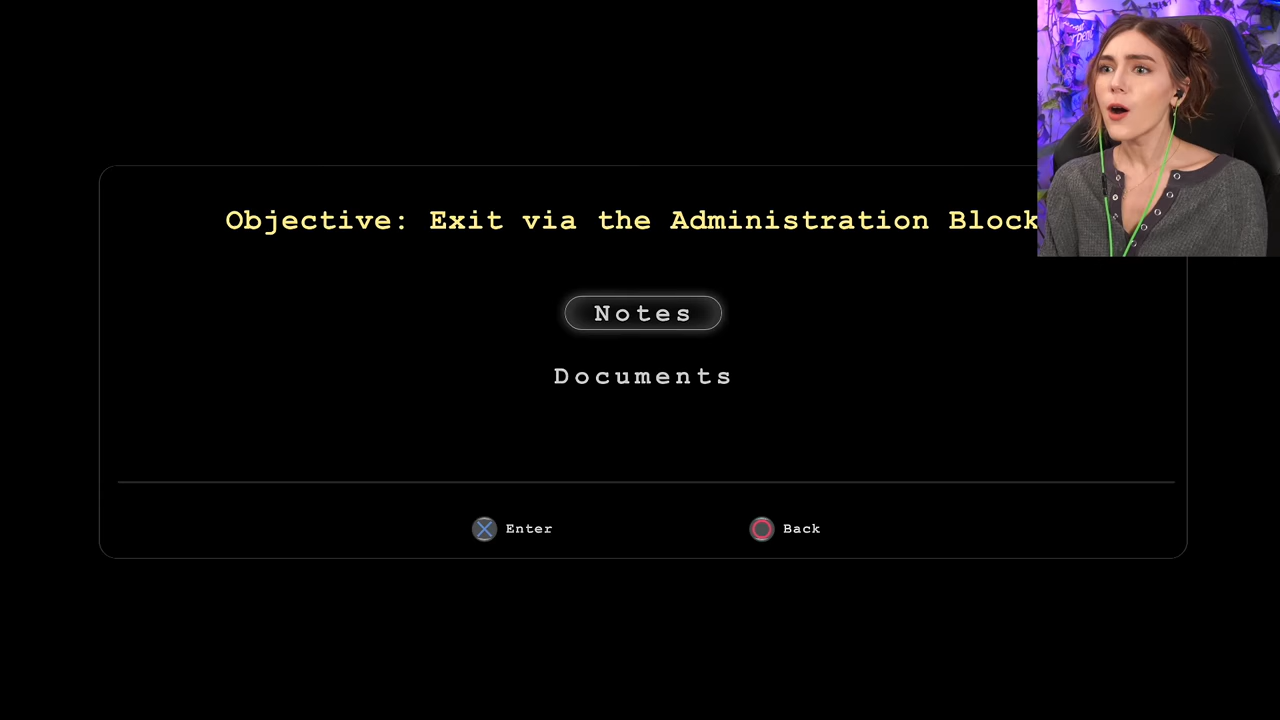 Objective: Exit via the Administration Block
Notes
Documents
Enter
Back